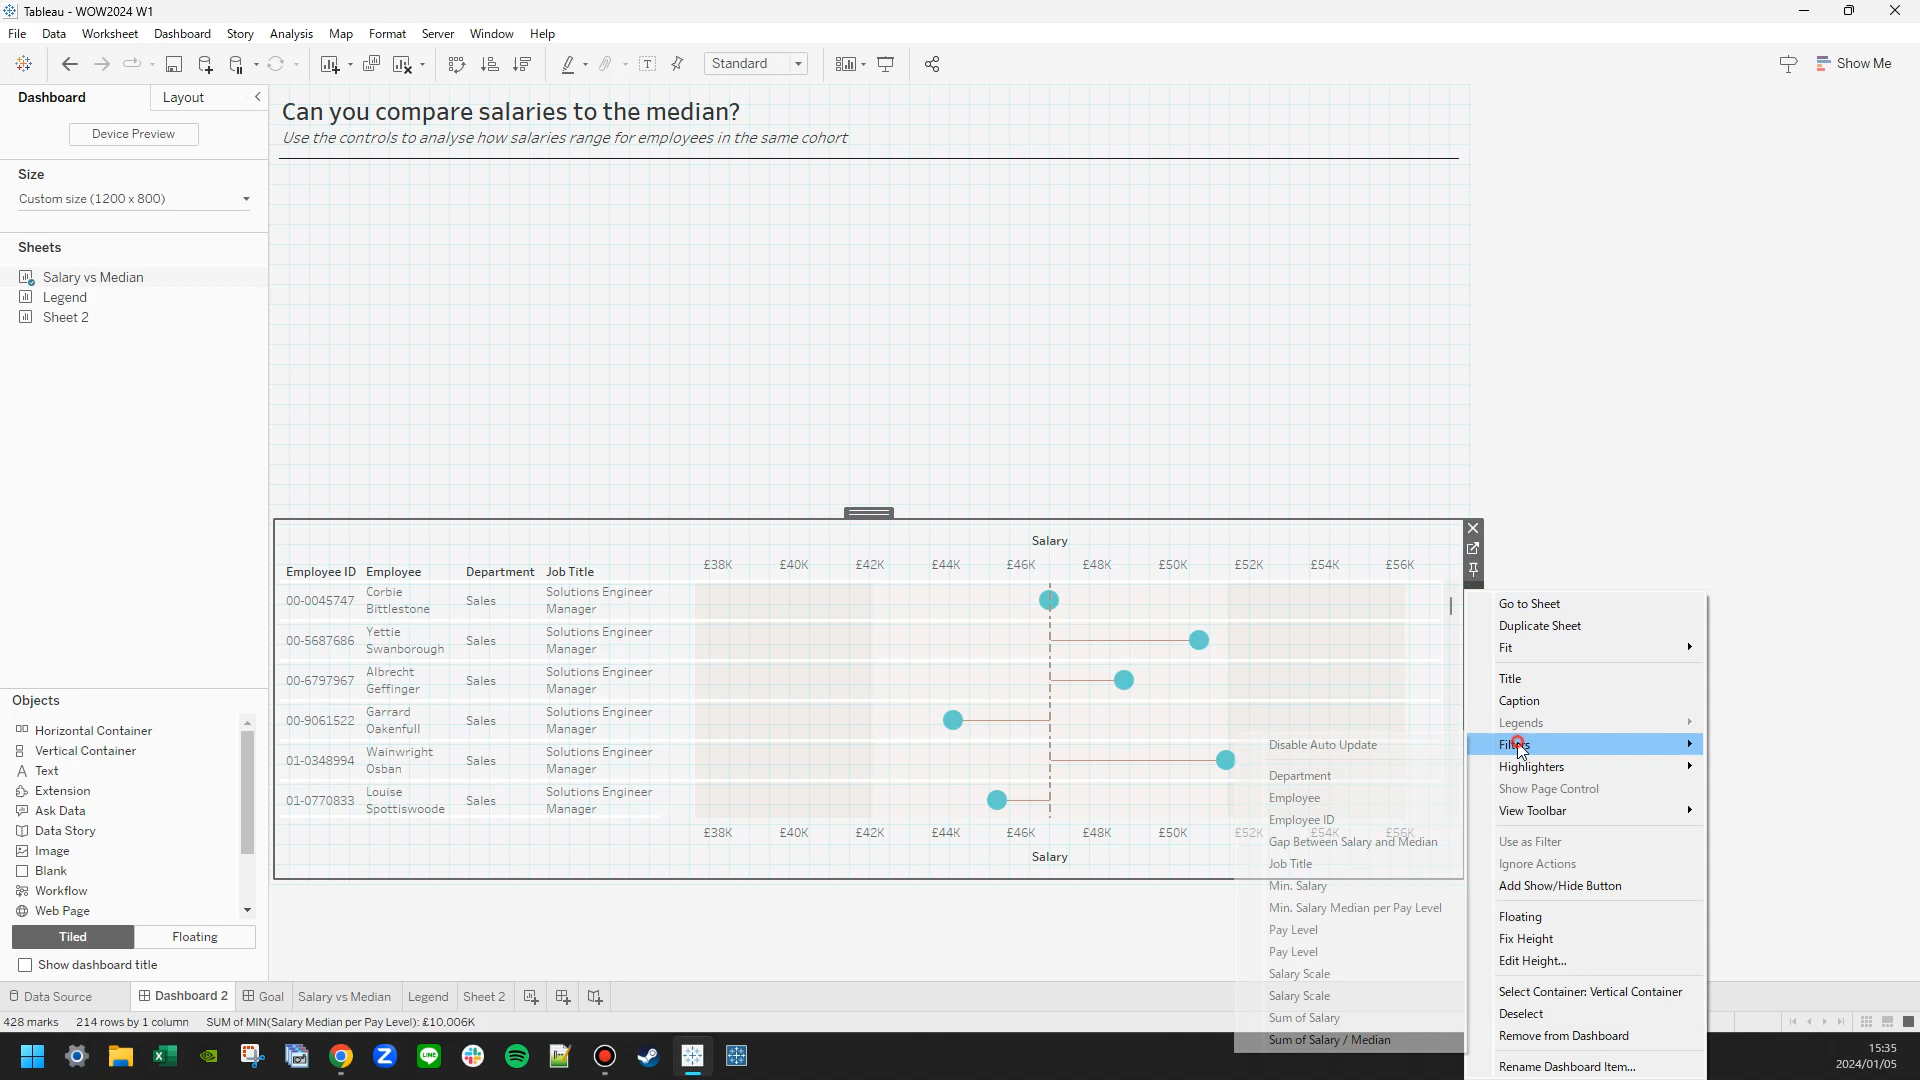 Tableau - WOW2024 W1
File Data Worksheet Dashboard Story Analysis Map Format Server Window Help
Standard
Show Me
Dashboard
Layout
Device Preview
Size
Custom size (1200 x 800)
Sheets
Salary vs Median
Legend
Sheet 2
Can you compare salaries to the median?
Use the controls to analyse how salaries range for employees in the same cohort
Salary
£38K £40K £42K £44K £46K £48K £50K £52K £54K £56K
Employee ID Employee Department Job Title
00-0045747 Corbie Bittlestone Sales Solutions Engineer Manager
00-5687686 Yettie Swanborough Sales Solutions Engineer Manager
00-6797967 Albrecht Geffinger Sales Solutions Engineer Manager
00-9061522 Garrard Oakenfull Sales Solutions Engineer Manager
01-0348994 Wainwright Osban Sales Solutions Engineer Manager
01-0770833 Louise Spottiswoode Sales Solutions Engineer Manager
£38K £40K £42K £44K £46K £48K £50K £52K £54K £56K
Salary
Disable Auto Update
Department
Employee
Employee ID
Gap Between Salary and Median
Job Title
Min. Salary
Min. Salary Median per Pay Level
Pay Level
Pay Level
Salary Scale
Salary Scale
Sum of Salary
Sum of Salary / Median
Go to Sheet
Duplicate Sheet
Fit
Title
Caption
Legends
Filters
Highlighters
Show Page Control
View Toolbar
Use as Filter
Ignore Actions
Add Show/Hide Button
Floating
Fix Height
Edit Height...
Select Container: Vertical Container
Deselect
Remove from Dashboard
Rename Dashboard Item...
Objects
Horizontal Container
Vertical Container
Text
Extension
Ask Data
Data Story
Image
Blank
Workflow
Web Page
Tiled
Floating
Show dashboard title
Data Source Dashboard 2 Goal Salary vs Median Legend Sheet 2
428 marks 214 rows by 1 column SUM of MIN(Salary Median per Pay Level): £10,006K
15:35
2024/01/05